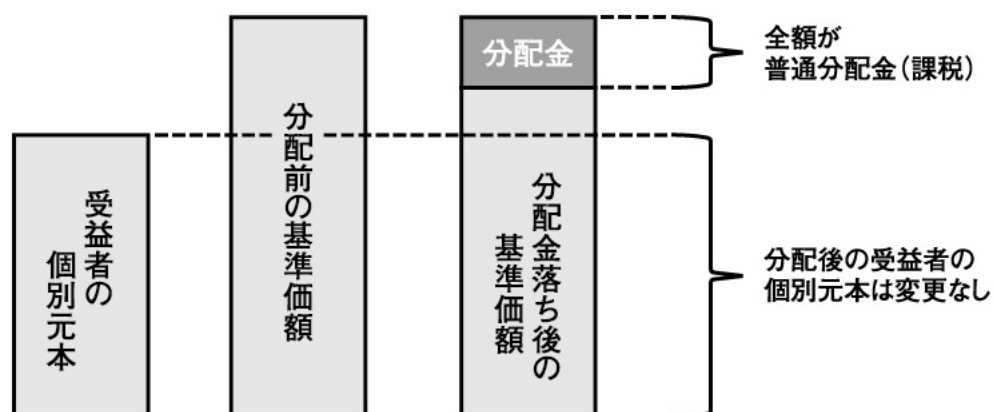 受益者の
個別元本
分配前の基準価額
分配金
分配金落ち後の
基準価額
全額が
普通分配金（課税）
分配後の受益者の
個別元本は変更なし